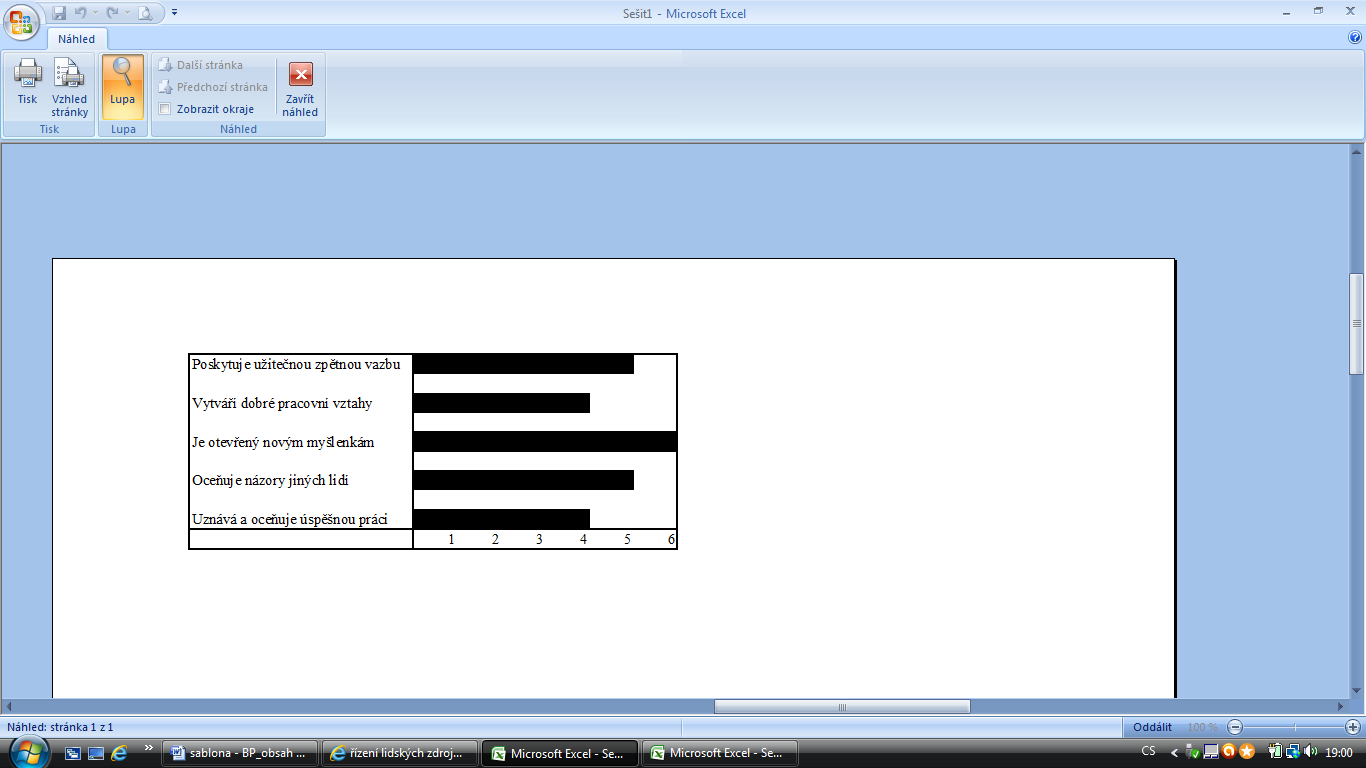 Sešit1 - Microsoft Excel
Náhled
Tisk
Vzhled stránky
Lupa
Další stránka
Předchozí stránka
Zobrazit okraje
Zavřít náhled
Tisk
Lupa
Náhled
Poskytuje užitečnou zpětnou vazbu
Vytváří dobré pracovní vztahy
Je otevřený novým myšlenkám
Oceňuje názory jiných lidí
Uznává a oceňuje úspěšnou práci
1 2 3 4 5 6
Náhled: stránka 1 z 1
Oddálit 100 %
sablona - BP_obsah ...
řízení lidských zdroj...
Microsoft Excel - Se...
Microsoft Excel - Se...
CS
19:00